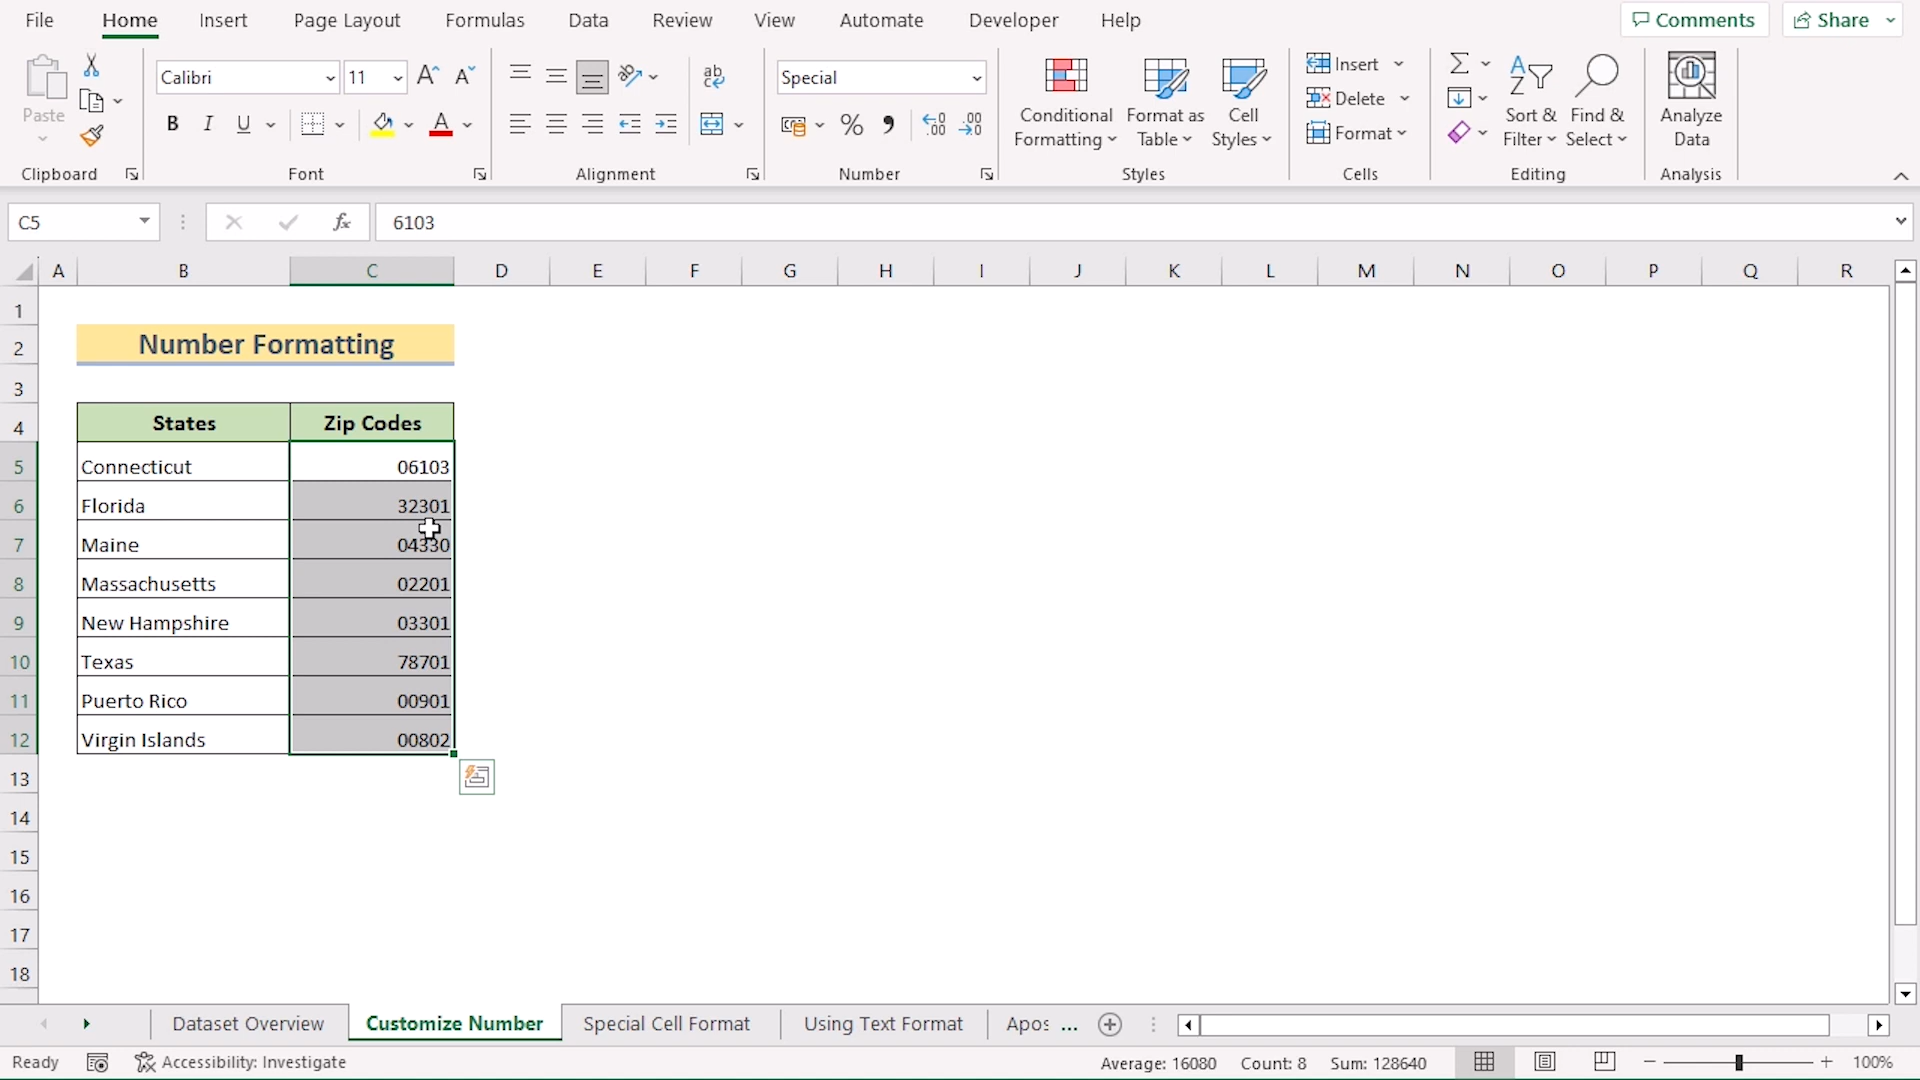 File Home Insert Page Layout Formulas Data Review View Automate Developer Help Comments Share
Calibri 11 A A ab c Special Insert
Paste B I U A % 9 .00 .00 Conditional Formatting Format as Table Cell Styles Delete Format Sort & Filter Find & Select Analyze Data
Clipboard Font Alignment Number Styles Cells Editing Analysis
C5 fx 6103
A B C D E F G H I J K L M N O P Q R
1
2 Number Formatting
3
4 States Zip Codes
5 Connecticut 06103
6 Florida 32301
7 Maine 04330
8 Massachusetts 02201
9 New Hampshire 03301
10 Texas 78701
11 Puerto Rico 00901
12 Virgin Islands 00802
13
14
15
16
17
18
Dataset Overview Customize Number Special Cell Format Using Text Format Apos ...
Ready Accessibility: Investigate Average: 16080 Count: 8 Sum: 128640 100%